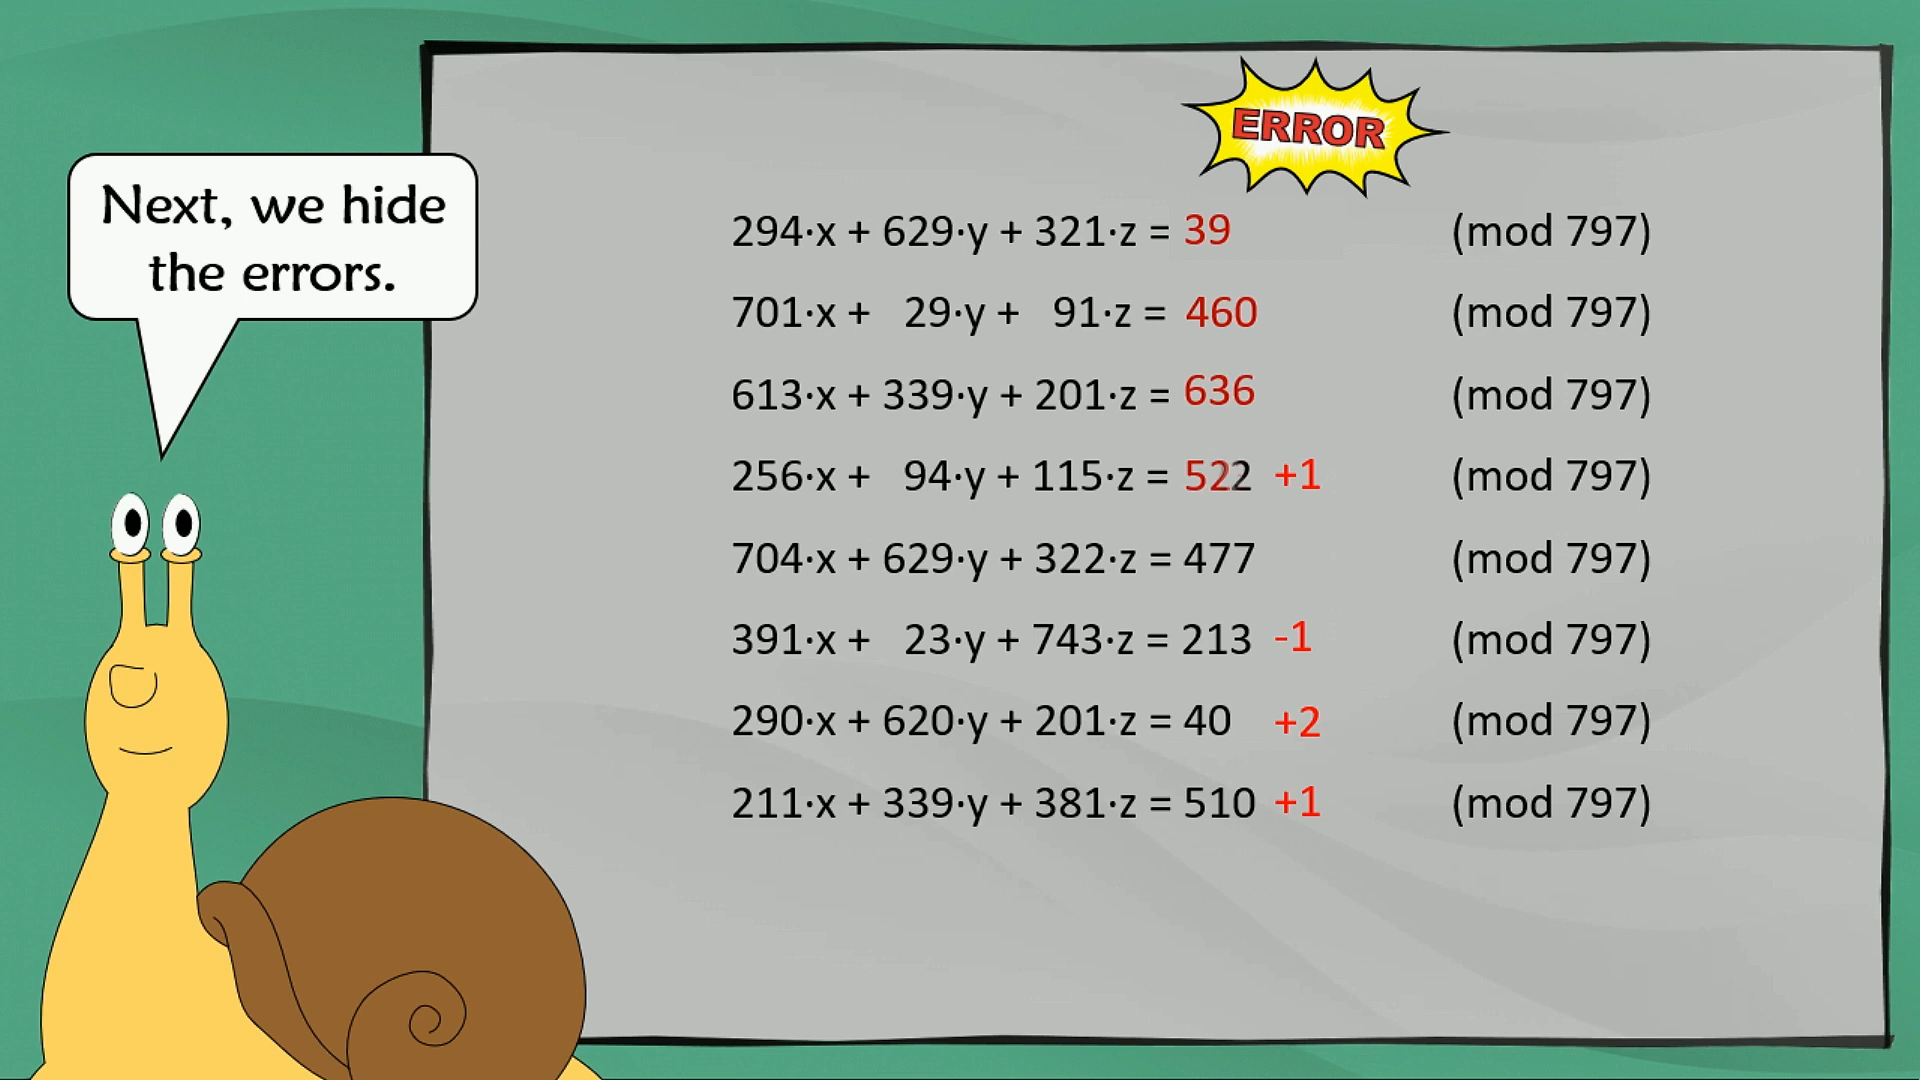 Next, we hide
the errors.
ERROR
294·x + 629·y + 321·z = 39 (mod 797)
701·x + 29·y + 91·z = 460 (mod 797)
613·x + 339·y + 201·z = 636 (mod 797)
256·x + 94·y + 115·z = 522 +1 (mod 797)
704·x + 629·y + 322·z = 477 (mod 797)
391·x + 23·y + 743·z = 213 -1 (mod 797)
290·x + 620·y + 201·z = 40 +2 (mod 797)
211·x + 339·y + 381·z = 510 +1 (mod 797)